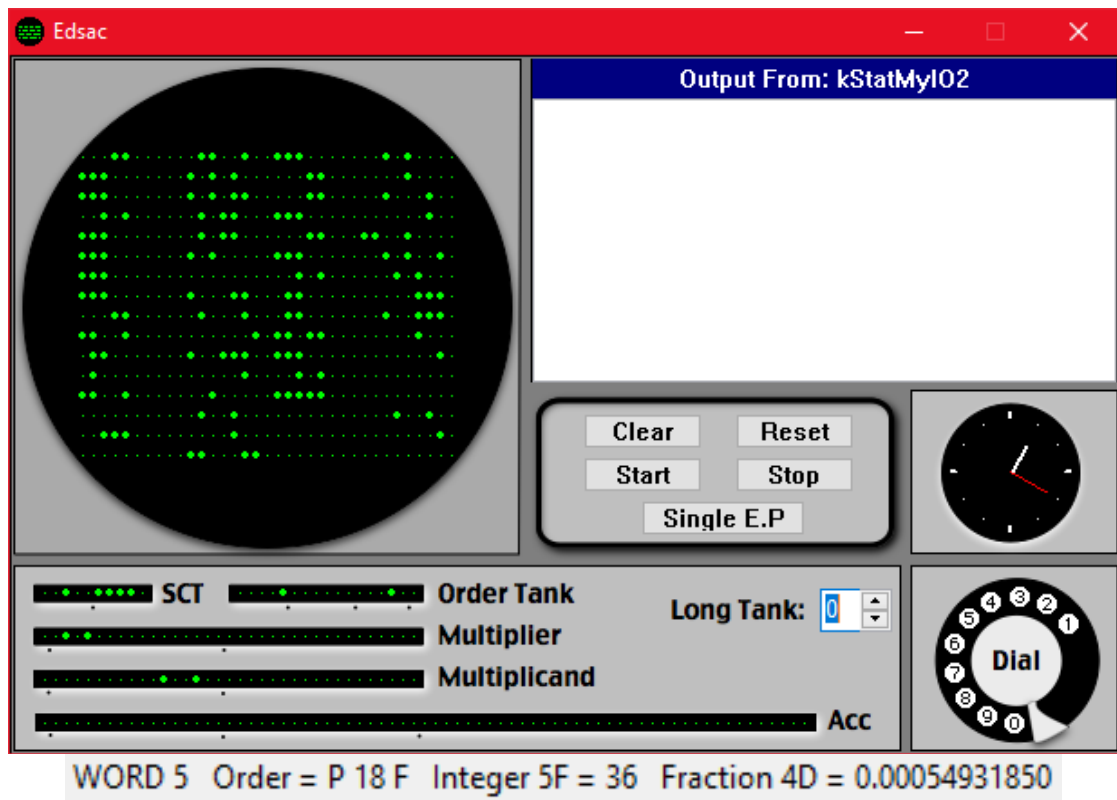 Edsac
Output From: kStatMyIO2
Clear Reset
Start Stop
Single E.P
SCT Order Tank
Long Tank: 0
Multiplier
Multiplicand
Acc
5 4 3 2 1
6
7
8
9 0
Dial
WORD 5 Order = P 18 F Integer 5F = 36 Fraction 4D = 0.00054931850